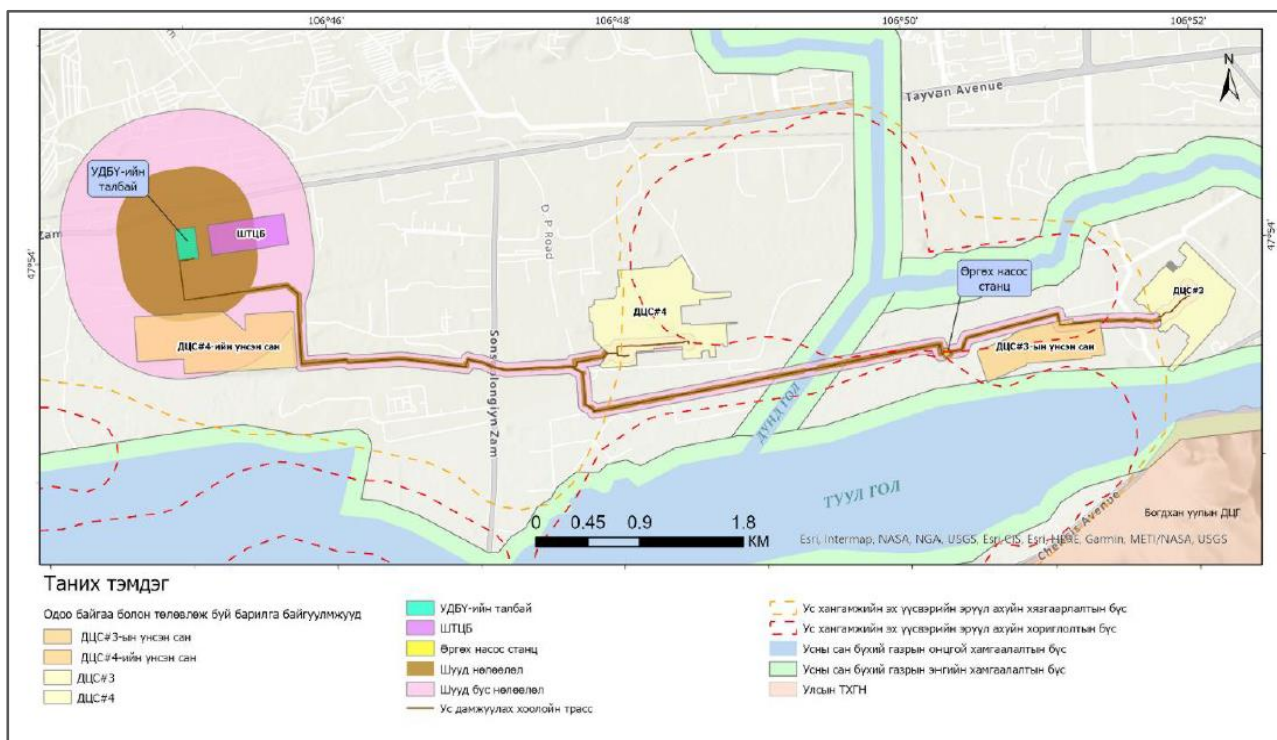 106°46'
106°48'
106°50'
106°52'
N
Tayvan Avenue
УДБҮ-ийн
талбай
ШТЦБ
Zam
D. P Road
47°54'
47°54'
Өргөх насос
станц
ДЦС#3
ДЦС#4
ДЦС#4-ийн үнсэн сан
ДЦС#3-ын үнсэн сан
Zam
ДУНД ГОЛ
ТУУЛ ГОЛ
Богдхан уулын ДЦГ
Avenue
0 0.45 0.9 1.8
КМ
Esri, Intermap, NASA, NGA, USGS, Esri, CIS, Esri, HERE, Garmin, METI/NASA, USGS
Таних тэмдэг
Одоо байгаа болон төлөвлөж буй барилга байгууламжууд
ДЦС#3-ын үнсэн сан
ДЦС#4-ийн үнсэн сан
ДЦС#3
ДЦС#4
УДБҮ-ийн талбай
ШТЦБ
Өргөх насос станц
Шууд нөлөөлөл
Шууд бус нөлөөлөл
Ус дамжуулах хоолойн трасс
Ус хангамжийн эх үүсвэрийн эрүүл ахуйн хязгаарлалтын бүс
Ус хангамжийн эх үүсвэрийн эрүүл ахуйн хориглолтын бүс
Усны сан бүхий газрын онцгой хамгаалалтын бүс
Усны сан бүхий газрын энгийн хамгаалалтын бүс
Улсын ТХГН